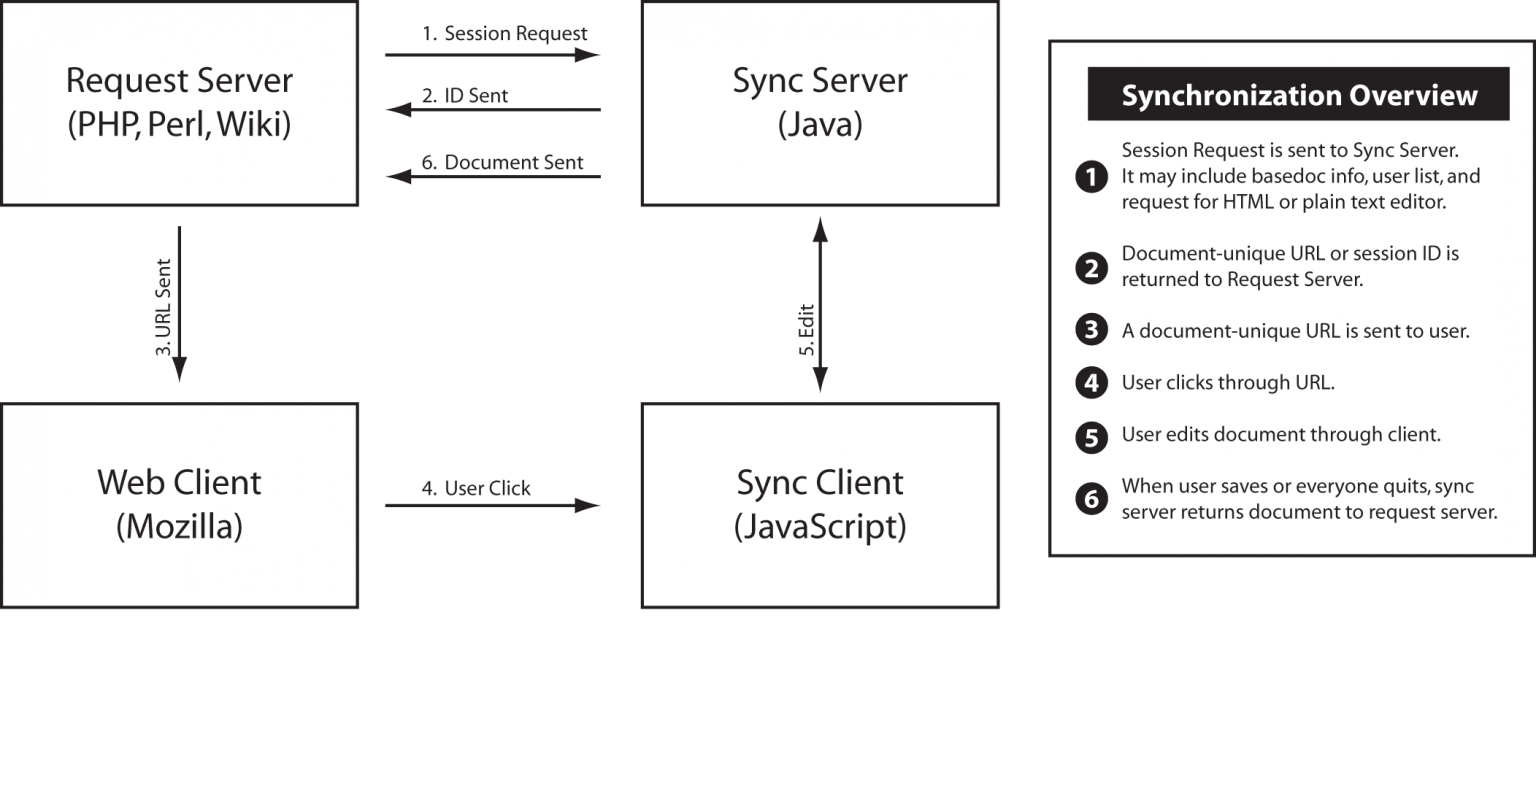 Request Server
(PHP, Perl, Wiki)
1. Session Request
2. ID Sent
6. Document Sent
Sync Server
(Java)
3. URL Sent
5. Edit
Web Client
(Mozilla)
4. User Click
Sync Client
(JavaScript)
Synchronization Overview
1
Session Request is sent to Sync Server.
It may include basedoc info, user list, and
request for HTML or plain text editor.
2
Document-unique URL or session ID is
returned to Request Server.
3
A document-unique URL is sent to user.
4
User clicks through URL.
5
User edits document through client.
6
When user saves or everyone quits, sync
server returns document to request server.